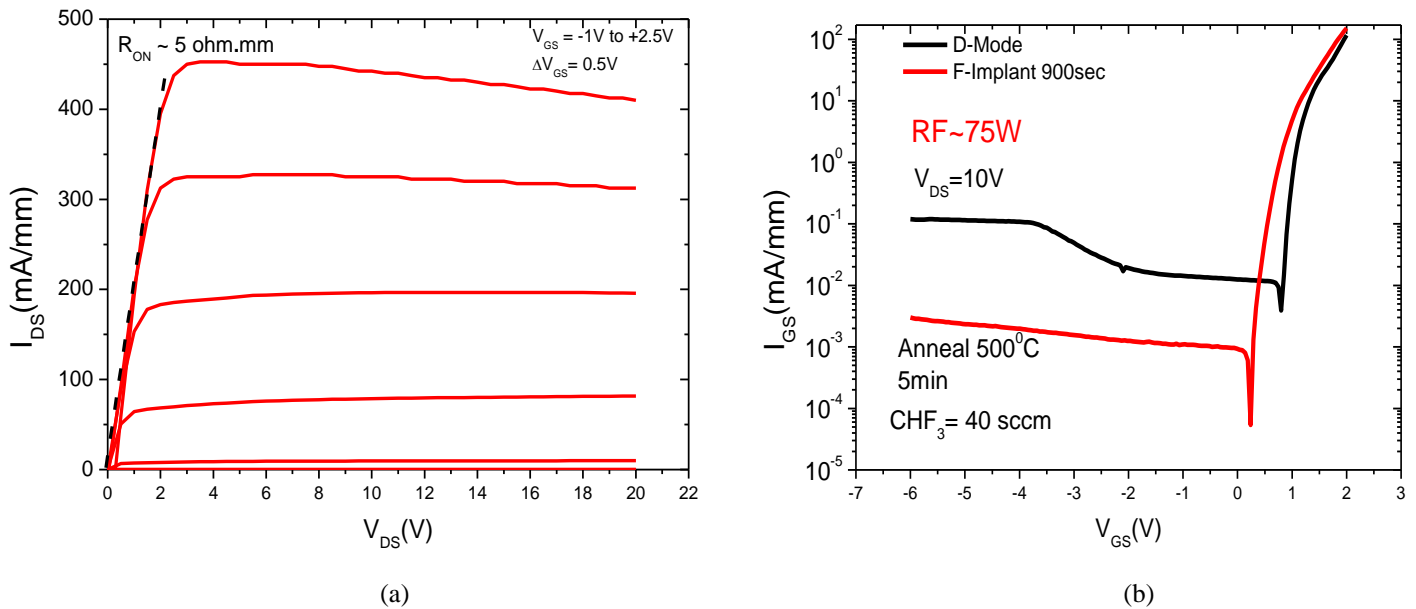 500
400
300
200
100
0
I_DS(mA/mm)
R_ON ~ 5 ohm.mm
V_GS = -1V to +2.5V
ΔV_GS= 0.5V
0 2 4 6 8 10 12 14 16 18 20 22
V_DS(V)
(a)
10^2
10^1
10^0
10^-1
10^-2
10^-3
10^-4
10^-5
I_GS(mA/mm)
D-Mode
F-Implant 900sec
RF~75W
V_DS=10V
Anneal 500^0C
5min
CHF_3= 40 sccm
-7 -6 -5 -4 -3 -2 -1 0 1 2 3
V_GS(V)
(b)